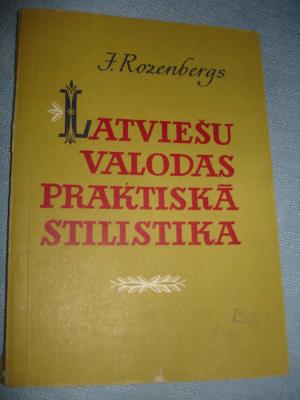 J. Rozenbergs
LATVIEŠU
VALODAS
PRAKTISKĀ
STILISTIKA